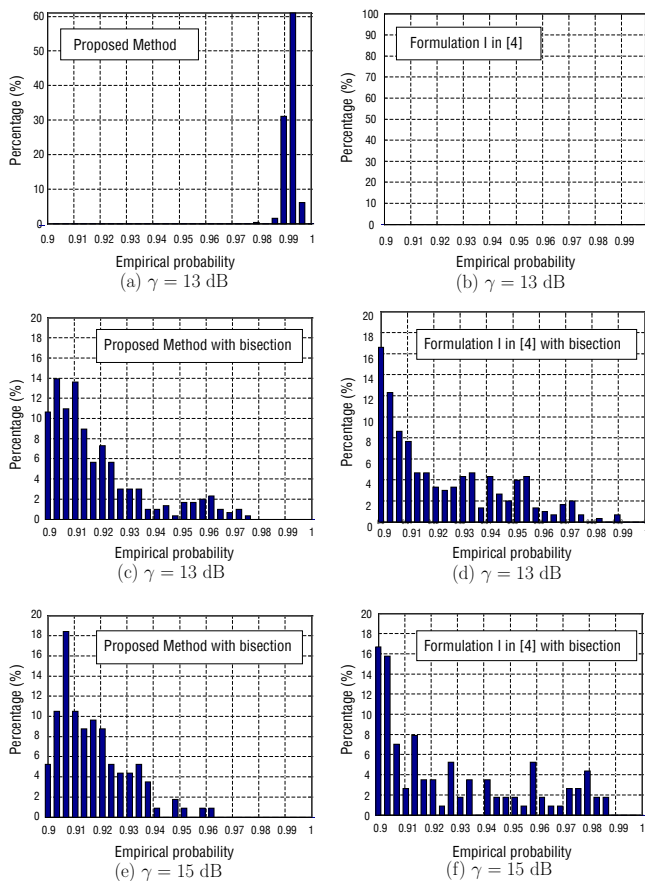 Proposed Method
Percentage (%)
60
50
40
30
20
10
0
0.9 0.91 0.92 0.93 0.94 0.95 0.96 0.97 0.98 0.99 1
Empirical probability
(a) γ = 13 dB
Formulation I in [4]
Percentage (%)
100
90
80
70
60
50
40
30
20
10
0
0.9 0.91 0.92 0.93 0.94 0.95 0.96 0.97 0.98 0.99
Empirical probability
(b) γ = 13 dB
Proposed Method with bisection
Percentage (%)
20
18
16
14
12
10
8
6
4
2
0
0.9 0.91 0.92 0.93 0.94 0.95 0.96 0.97 0.98 0.99 1
Empirical probability
(c) γ = 13 dB
Formulation I in [4] with bisection
Percentage (%)
20
18
16
14
12
10
8
6
4
2
0
0.9 0.91 0.92 0.93 0.94 0.95 0.96 0.97 0.98 0.99
Empirical probability
(d) γ = 13 dB
Proposed Method with bisection
Percentage (%)
20
18
16
14
12
10
8
6
4
2
0
0.9 0.91 0.92 0.93 0.94 0.95 0.96 0.97 0.98 0.99 1
Empirical probability
(e) γ = 15 dB
Formulation I in [4] with bisection
Percentage (%)
20
18
16
14
12
10
8
6
4
2
0
0.9 0.91 0.92 0.93 0.94 0.95 0.96 0.97 0.98 0.99 1
Empirical probability
(f) γ = 15 dB